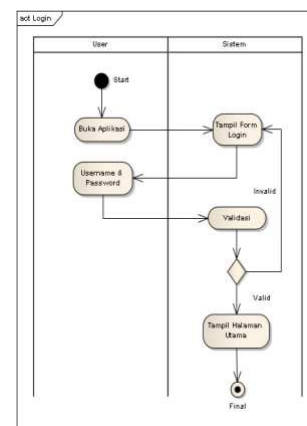 act Login
User
Sistem
Start
Buka Aplikasi
Tampil Form
Login
Username &
Password
Invalid
Validasi
Valid
Tampil Halaman
Utama
Final